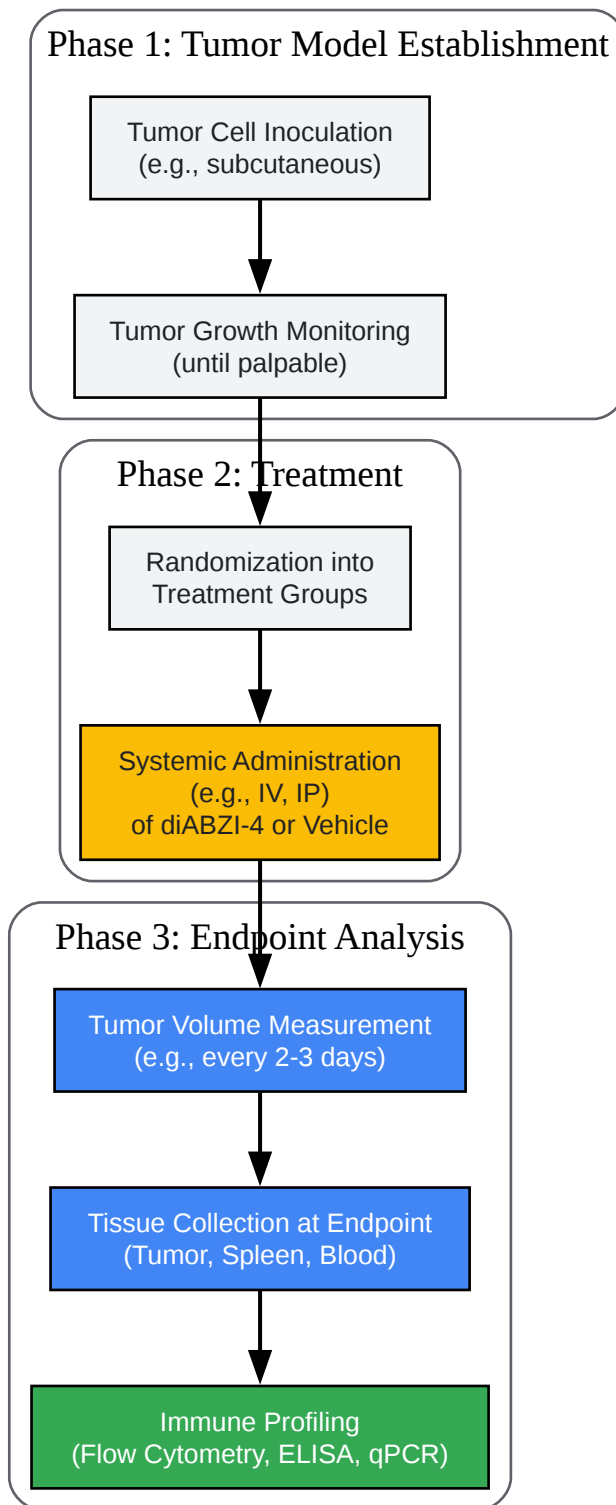 Phase 1: Tumor Model Establishment
Tumor Cell Inoculation
(e.g., subcutaneous)
Tumor Growth Monitoring
(until palpable)
Phase 2: Treatment
Randomization into
Treatment Groups
Systemic Administration
(e.g., IV, IP)
of diABZI-4 or Vehicle
Phase 3: Endpoint Analysis
Tumor Volume Measurement
(e.g., every 2-3 days)
Tissue Collection at Endpoint
(Tumor, Spleen, Blood)
Immune Profiling
(Flow Cytometry, ELISA, qPCR)